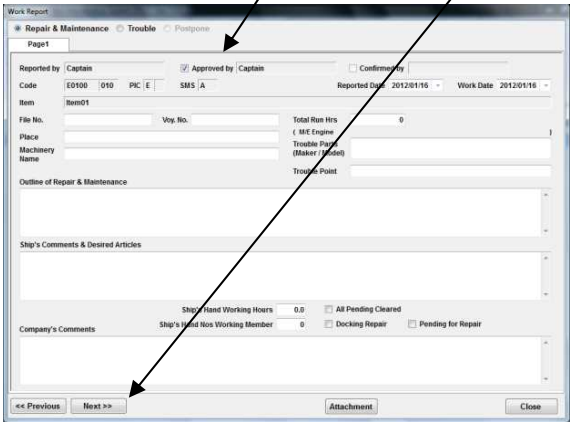 Work Report
Repair & Maintenance Trouble Postpone
Page1
Reported by Captain Approved by Captain Confirmed by
Code E0100 010 PIC E SMS A Reported Date 2012/01/16 Work Date 2012/01/16
Item Item01
File No. Voy. No. Total Run Hrs 0
( M/E Engine )
Place Trouble Parts
(Maker / Model)
Machinery
Name
Trouble Point
Outline of Repair & Maintenance
Ship's Comments & Desired Articles
Ship's Hand Working Hours 0.0 All Pending Cleared
Ship's Hand Nos Working Member 0 Docking Repair Pending for Repair
Company's Comments
<< Previous Next >> Attachment Close